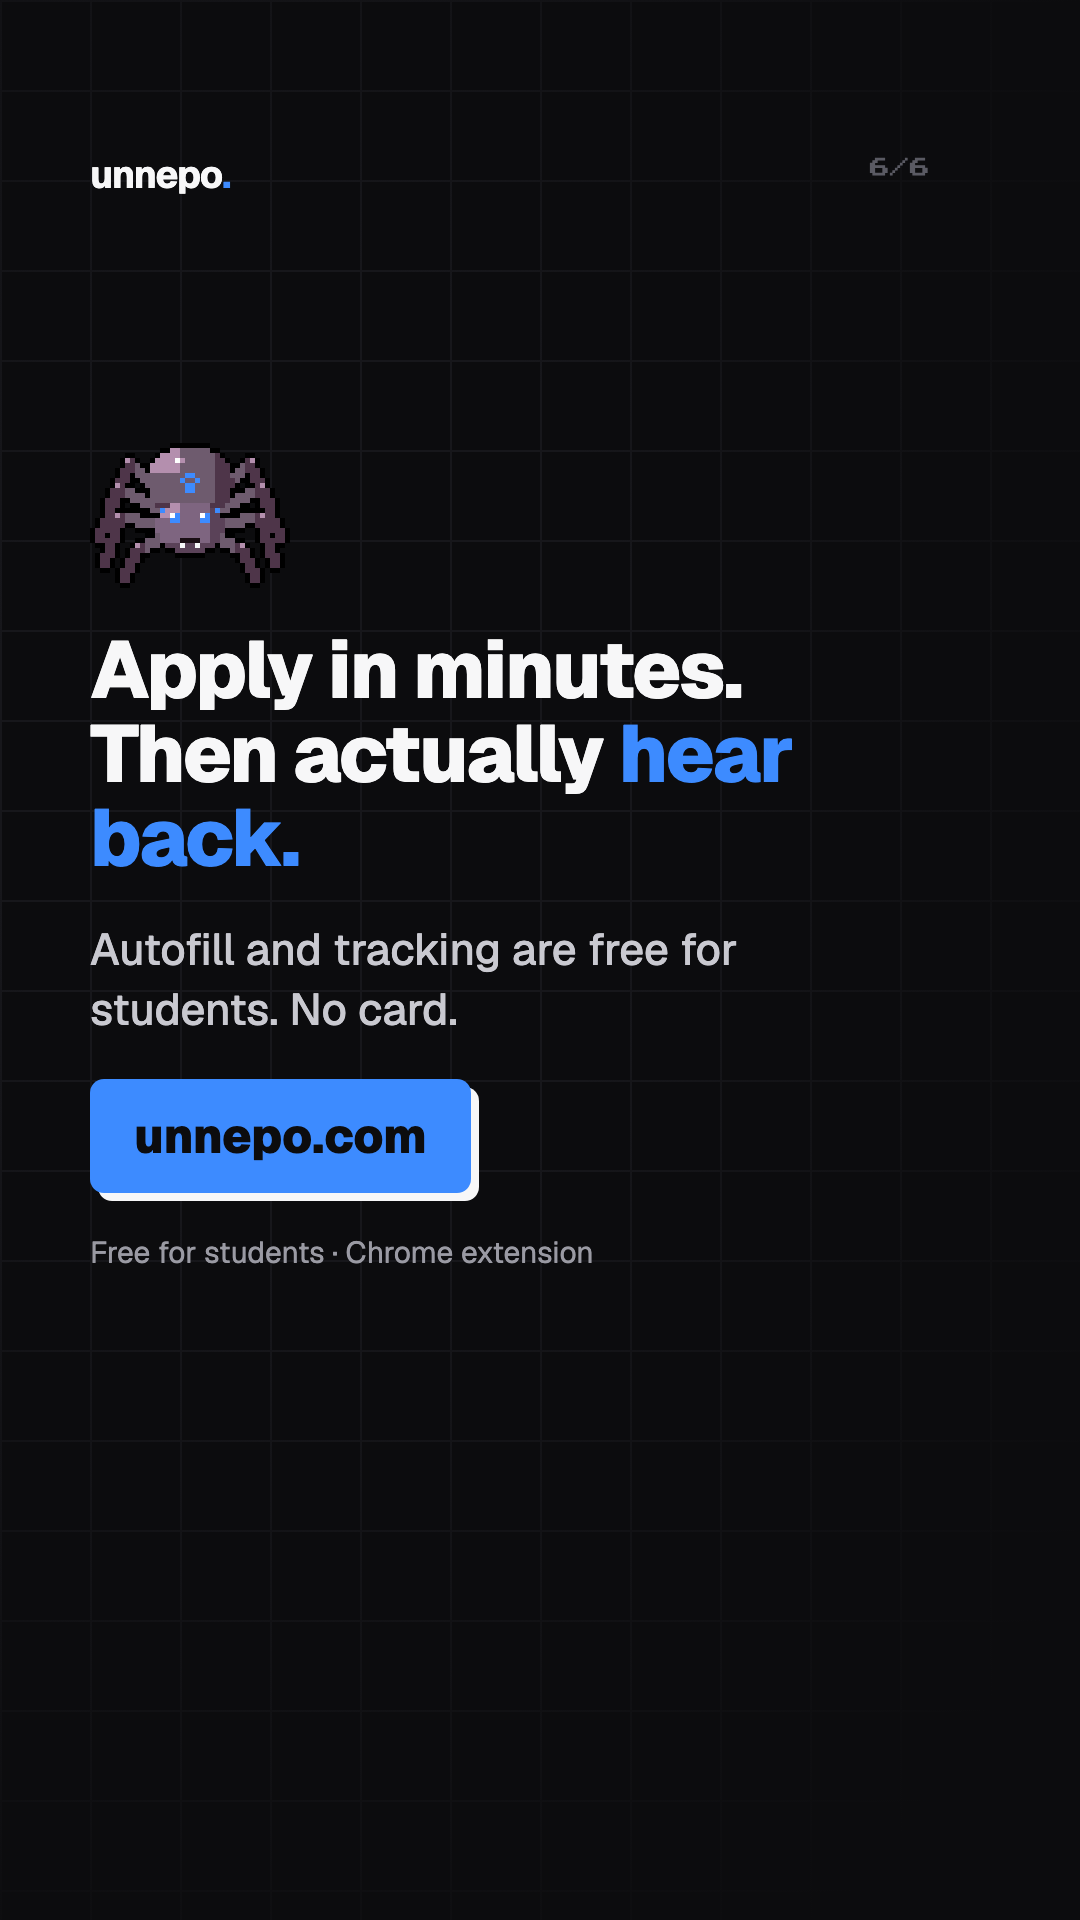 unnepo.
6/6
Apply in minutes.
Then actually hear
back.
Autofill and tracking are free for
students. No card.
unnepo.com
Free for students · Chrome extension